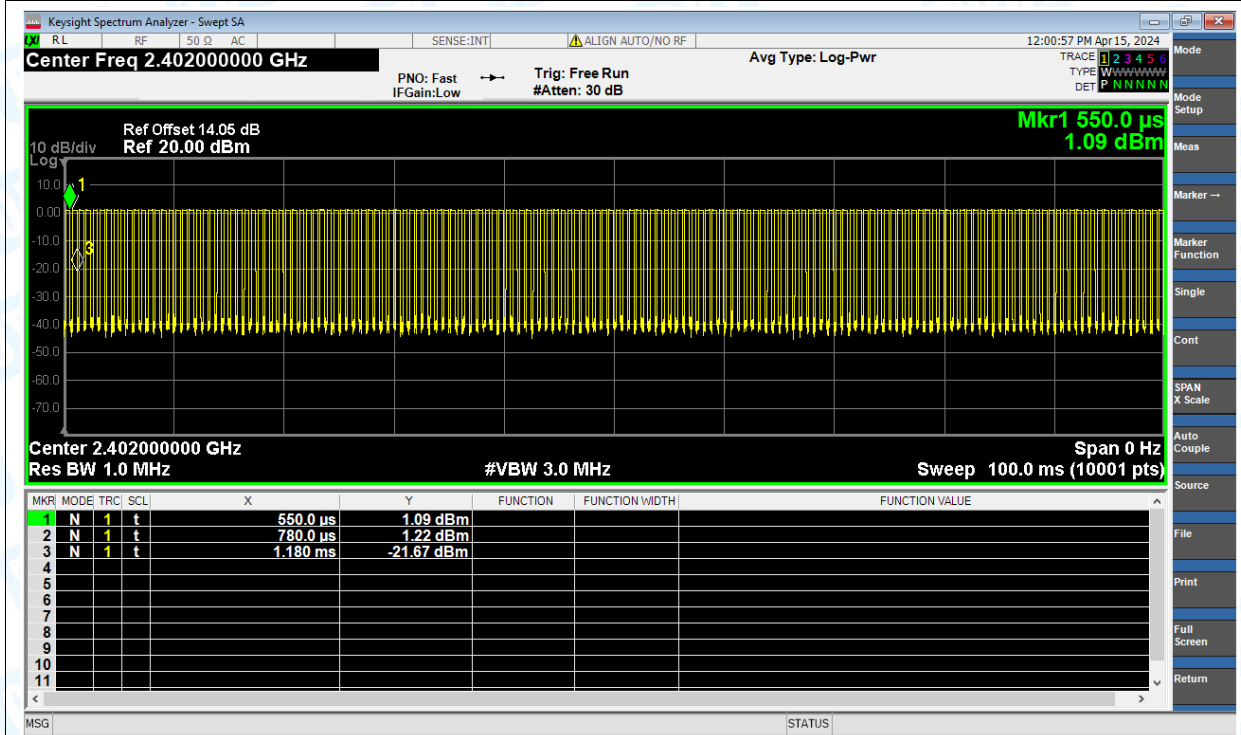 Keysight Spectrum Analyzer - Swept SA
LXI RL RF 50 Ω AC SENSE:INT ALIGN AUTO/NO RF 12:00:57 PM Apr 15, 2024
Center Freq 2.402000000 GHz Avg Type: Log-Pwr TRACE 1 2 3 4 5 6
PNO: Fast Trig: Free Run TYPE WWWWWW
IFGain:Low #Atten: 30 dB DET P N N N N N
Mkr1 550.0 µs
Ref Offset 14.05 dB
10 dB/div Ref 20.00 dBm 1.09 dBm
Log
10.0
0.00
-10.0
-20.0
-30.0
-40.0
-50.0
-60.0
-70.0
1
3
Center 2.402000000 GHz Span 0 Hz
Res BW 1.0 MHz #VBW 3.0 MHz Sweep 100.0 ms (10001 pts)
MKR MODE TRC SCL X Y FUNCTION FUNCTION WIDTH FUNCTION VALUE
1 N 1 t 550.0 µs 1.09 dBm
2 N 1 t 780.0 µs 1.22 dBm
3 N 1 t 1.180 ms -21.67 dBm
4
5
6
7
8
9
10
11
MSG STATUS
Mode
Mode
Setup
Meas
Marker →
Marker
Function
Single
Cont
SPAN
X Scale
Auto
Couple
Source
File
Print
Full
Screen
Return